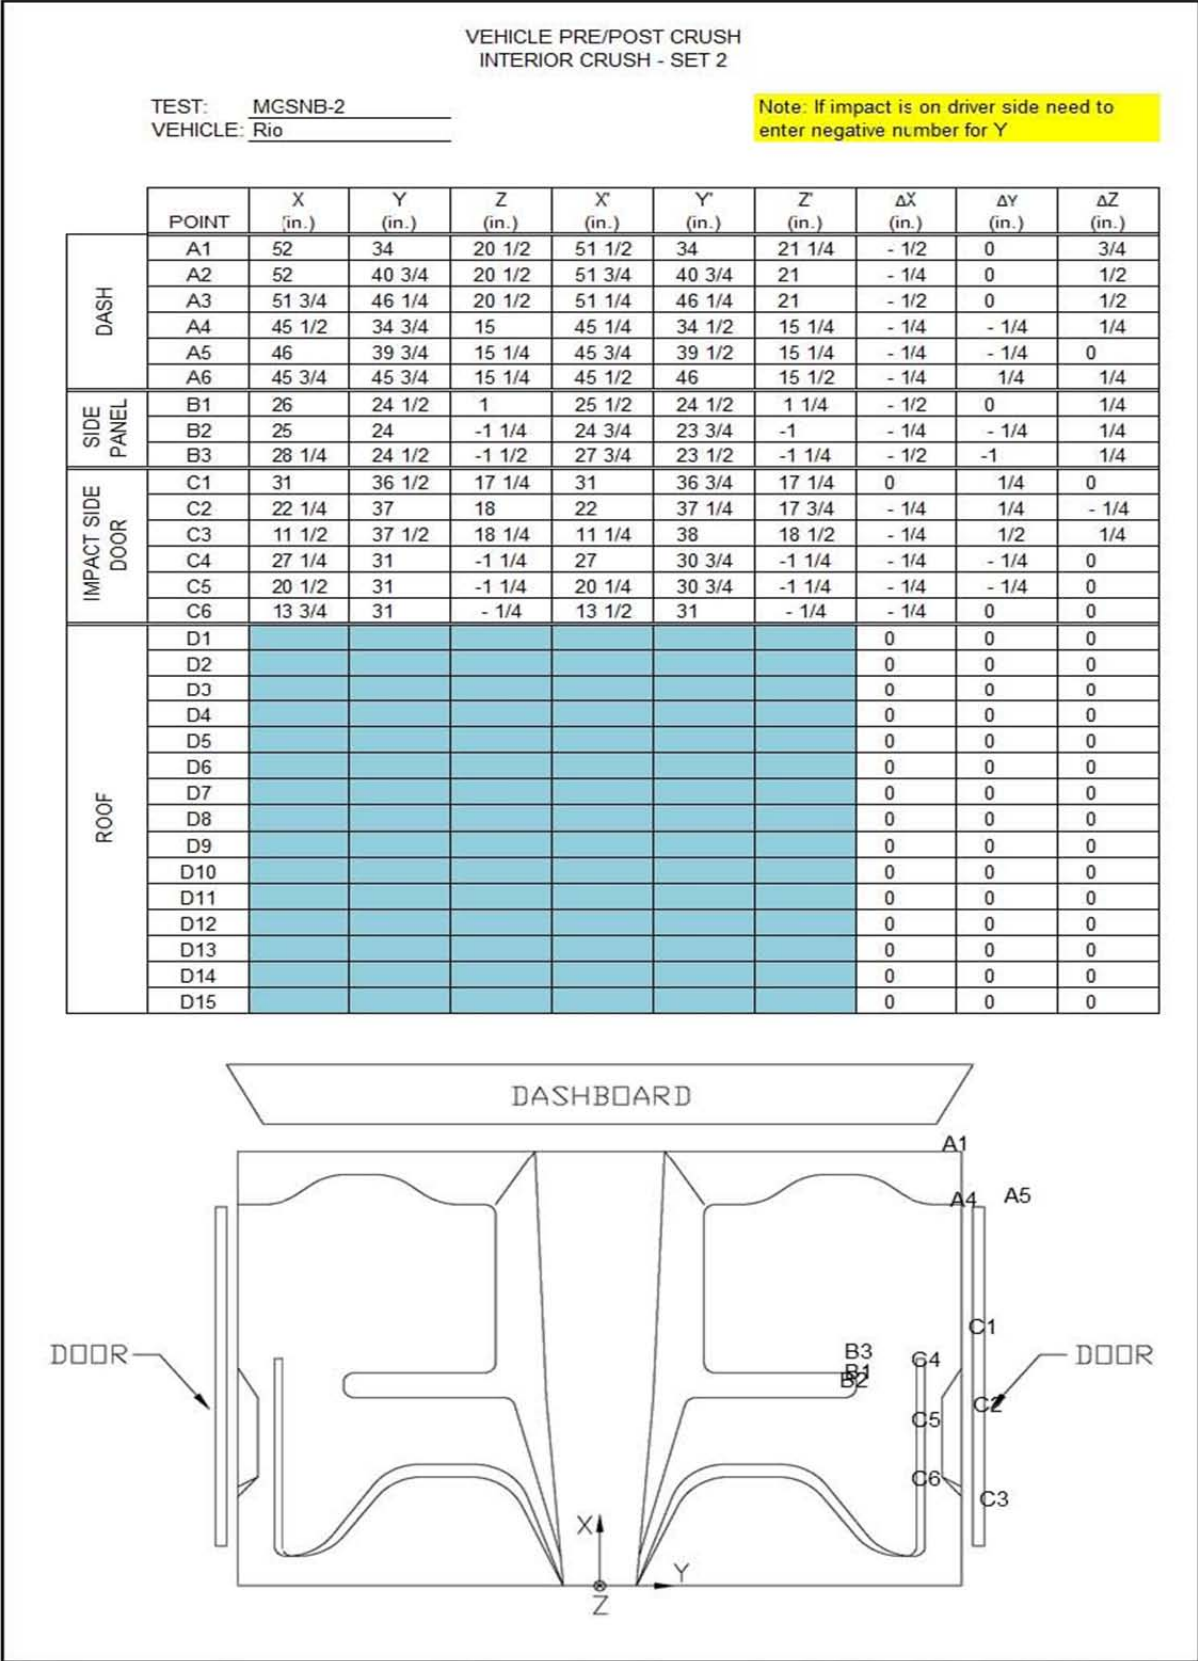 VEHICLE PRE/POST CRUSH
INTERIOR CRUSH - SET 2
TEST: MGSNB-2
VEHICLE: Rio
Note: If impact is on driver side need to
enter negative number for Y
POINT X (in.) Y (in.) Z (in.) X' (in.) Y' (in.) Z' (in.) ΔX (in.) ΔY (in.) ΔZ (in.)
DASH
A1 52 34 20 1/2 51 1/2 34 21 1/4 - 1/2 0 3/4
A2 52 40 3/4 20 1/2 51 3/4 40 3/4 21 - 1/4 0 1/2
A3 51 3/4 46 1/4 20 1/2 51 1/4 46 1/4 21 - 1/2 0 1/2
A4 45 1/2 34 3/4 15 45 1/4 34 1/2 15 1/4 - 1/4 - 1/4 1/4
A5 46 39 3/4 15 1/4 45 3/4 39 1/2 15 1/4 - 1/4 - 1/4 0
A6 45 3/4 45 3/4 15 1/4 45 1/2 46 15 1/2 - 1/4 1/4 1/4
SIDE PANEL
B1 26 24 1/2 1 25 1/2 24 1/2 1 1/4 - 1/2 0 1/4
B2 25 24 -1 1/4 24 3/4 23 3/4 -1 - 1/4 - 1/4 1/4
B3 28 1/4 24 1/2 -1 1/2 27 3/4 23 1/2 -1 1/4 - 1/2 -1 1/4
IMPACT SIDE DOOR
C1 31 36 1/2 17 1/4 31 36 3/4 17 1/4 0 1/4 0
C2 22 1/4 37 18 22 37 1/4 17 3/4 - 1/4 1/4 - 1/4
C3 11 1/2 37 1/2 18 1/4 11 1/4 38 18 1/2 - 1/4 1/2 1/4
C4 27 1/4 31 -1 1/4 27 30 3/4 -1 1/4 - 1/4 - 1/4 0
C5 20 1/2 31 -1 1/4 20 1/4 30 3/4 -1 1/4 - 1/4 - 1/4 0
C6 13 3/4 31 - 1/4 13 1/2 31 - 1/4 - 1/4 0 0
ROOF
D1 0 0 0
D2 0 0 0
D3 0 0 0
D4 0 0 0
D5 0 0 0
D6 0 0 0
D7 0 0 0
D8 0 0 0
D9 0 0 0
D10 0 0 0
D11 0 0 0
D12 0 0 0
D13 0 0 0
D14 0 0 0
D15 0 0 0
DASHBOARD
A1
A4 A5
C1
DOOR
B3
C4
DOOR
B1
B2
C2
C5
C6
C3
X
Y
Z